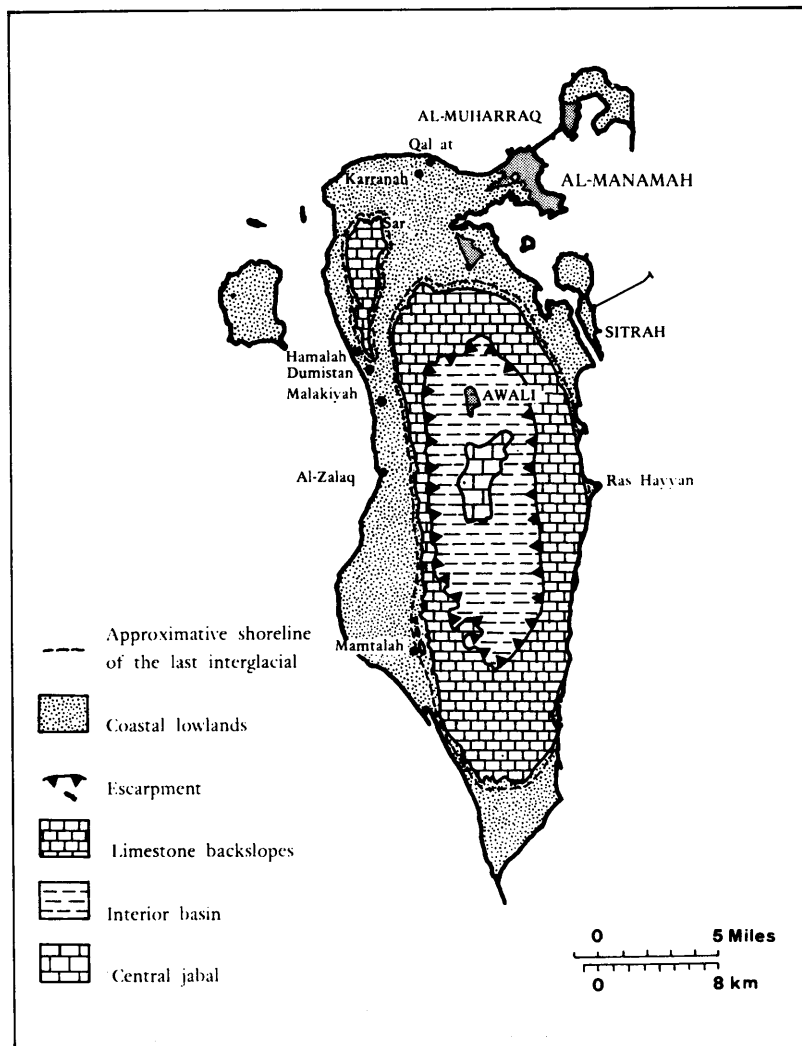 AL-MUHARRAQ
Qal at
Karranah
AL-MANAMAH
Sar
SITRAH
Hamalah
Dumistan
Malakiyah
AWALI
Al-Zalaq
Ras Hayyan
Mamtalah
Approximative shoreline
of the last interglacial
Coastal lowlands
Escarpment
Limestone backslopes
Interior basin
Central jabal
0 5 Miles
0 8 km